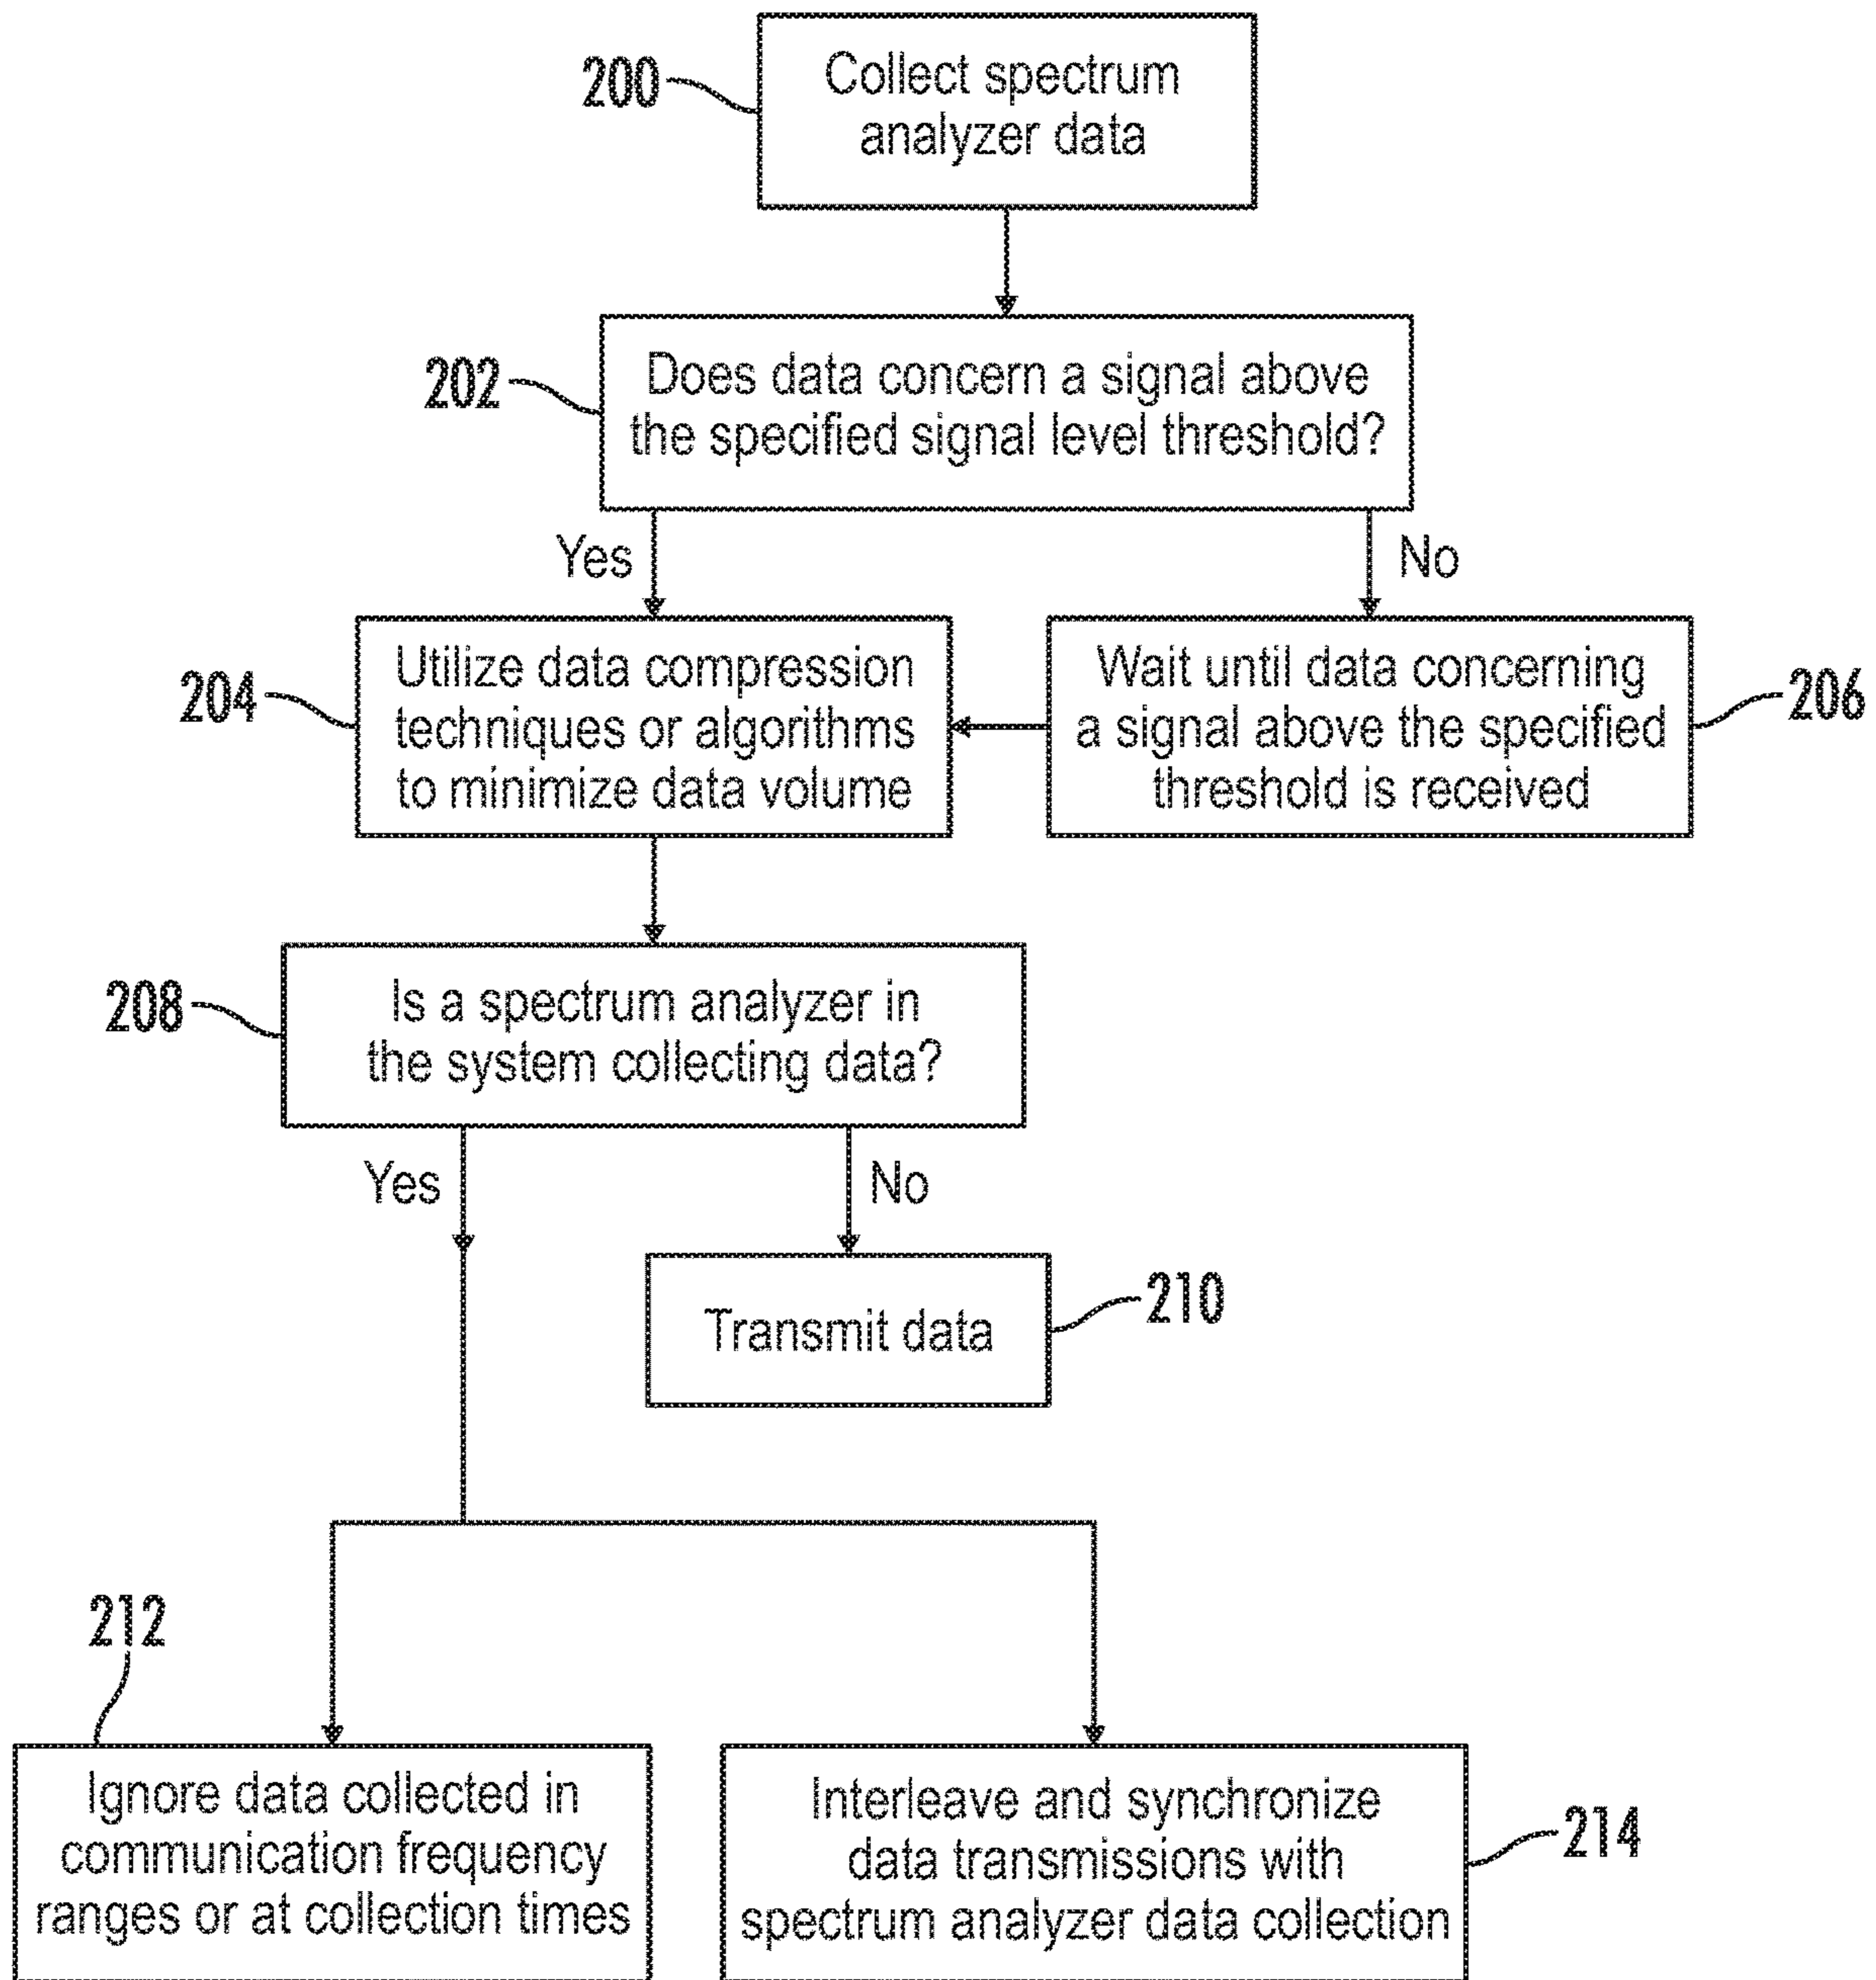 200
Collect spectrum
analyzer data
202
Does data concern a signal above
the specified signal level threshold?
Yes
No
204
Utilize data compression
techniques or algorithms
to minimize data volume
Wait until data concerning
a signal above the specified
threshold is received
206
208
Is a spectrum analyzer in
the system collecting data?
Yes
No
Transmit data
210
212
Ignore data collected in
communication frequency
ranges or at collection times
Interleave and synchronize
data transmissions with
spectrum analyzer data collection
214